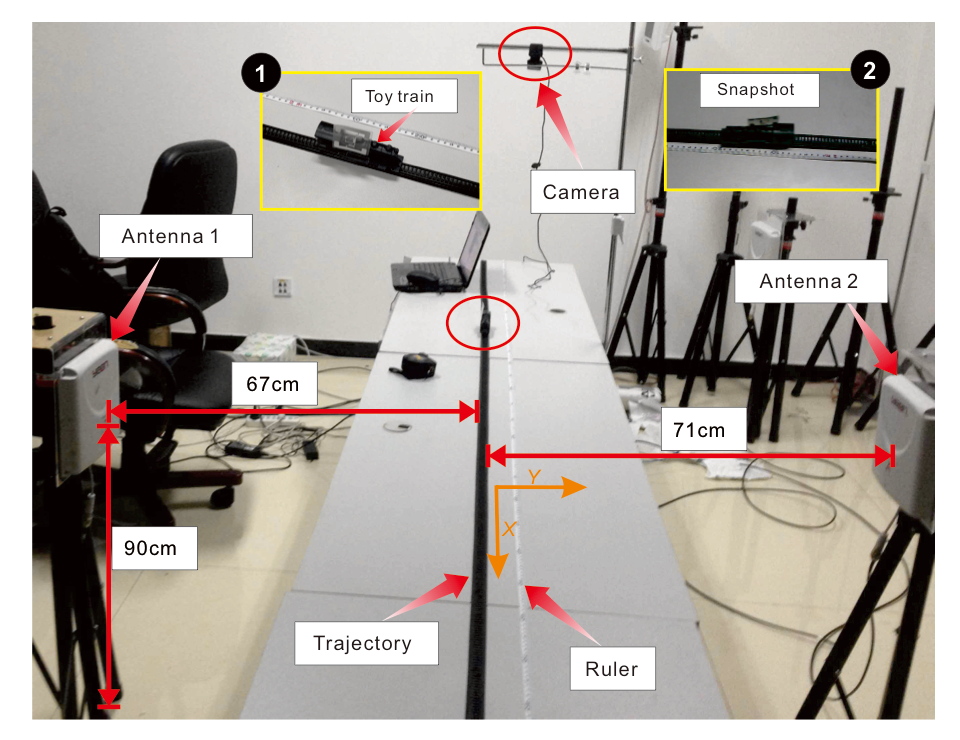 1
Toy train
2
Snapshot
Camera
Antenna 1
Antenna 2
67cm
71cm
Y
X
90cm
Trajectory
Ruler